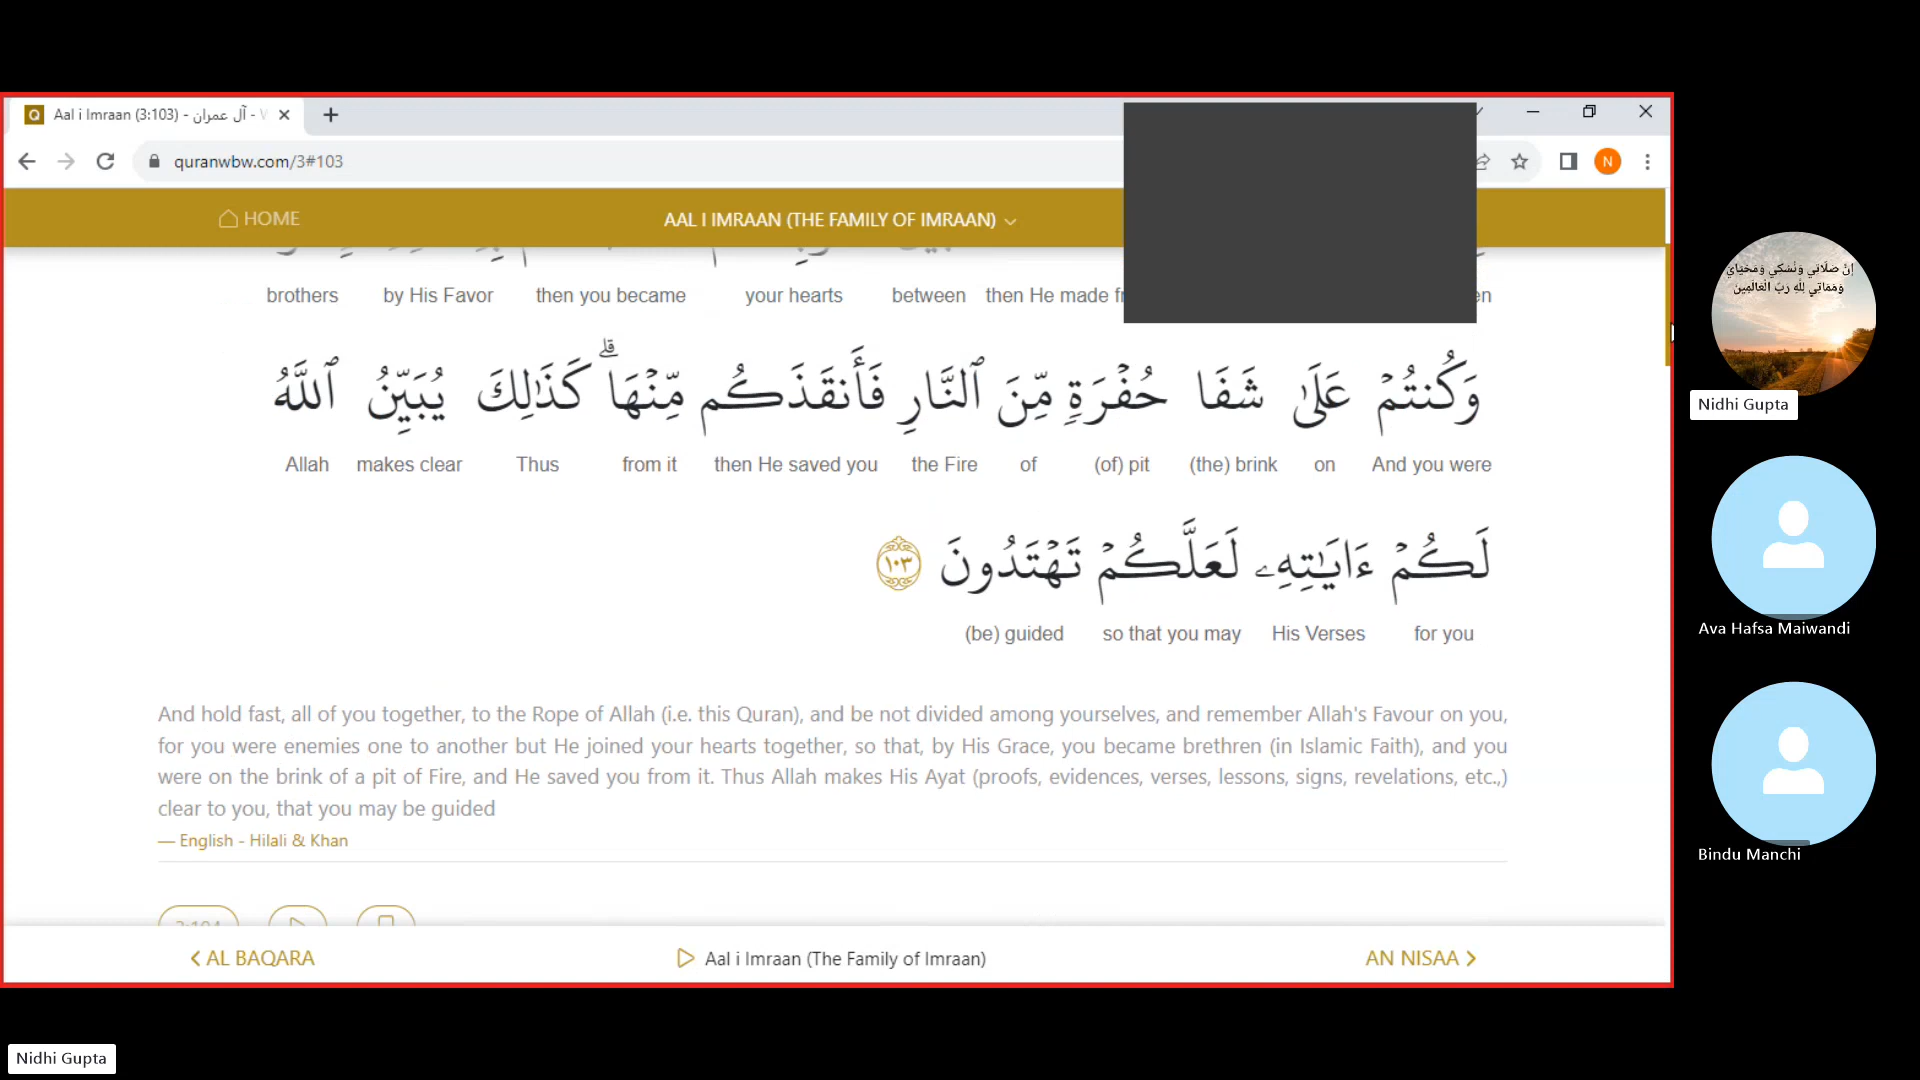 Aal i Imraan (3:103) - آل عمران -
quranwbw.com/3#103
N
HOME
AAL I IMRAAN (THE FAMILY OF IMRAAN)
brothers by His Favor then you became your hearts between then He made
وَكُنتُمْ عَلَىٰ شَفَا حُفْرَةٍ مِّنَ ٱلنَّارِ فَأَنقَذَكُم مِّنْهَا ۗ كَذَٰلِكَ يُبَيِّنُ ٱللَّهُ
Allah makes clear Thus from it then He saved you the Fire of (of) pit (the) brink on And you were
لَكُمْ ءَايَـٰتِهِۦ لَعَلَّكُمْ تَهْتَدُونَ ١٠٣
(be) guided so that you may His Verses for you
And hold fast, all of you together, to the Rope of Allah (i.e. this Quran), and be not divided among yourselves, and remember Allah's Favour on you,
for you were enemies one to another but He joined your hearts together, so that, by His Grace, you became brethren (in Islamic Faith), and you
were on the brink of a pit of Fire, and He saved you from it. Thus Allah makes His Ayat (proofs, evidences, verses, lessons, signs, revelations, etc.,)
clear to you, that you may be guided
— English - Hilali & Khan
AL BAQARA
Aal i Imraan (The Family of Imraan)
AN NISAA
إِنَّ صَلَاتِي وَنُسُكِي وَمَحْيَايَ
وَمَمَاتِي لِلَّهِ رَبِّ الْعَالَمِينَ
Nidhi Gupta
Ava Hafsa Maiwandi
Bindu Manchi
Nidhi Gupta